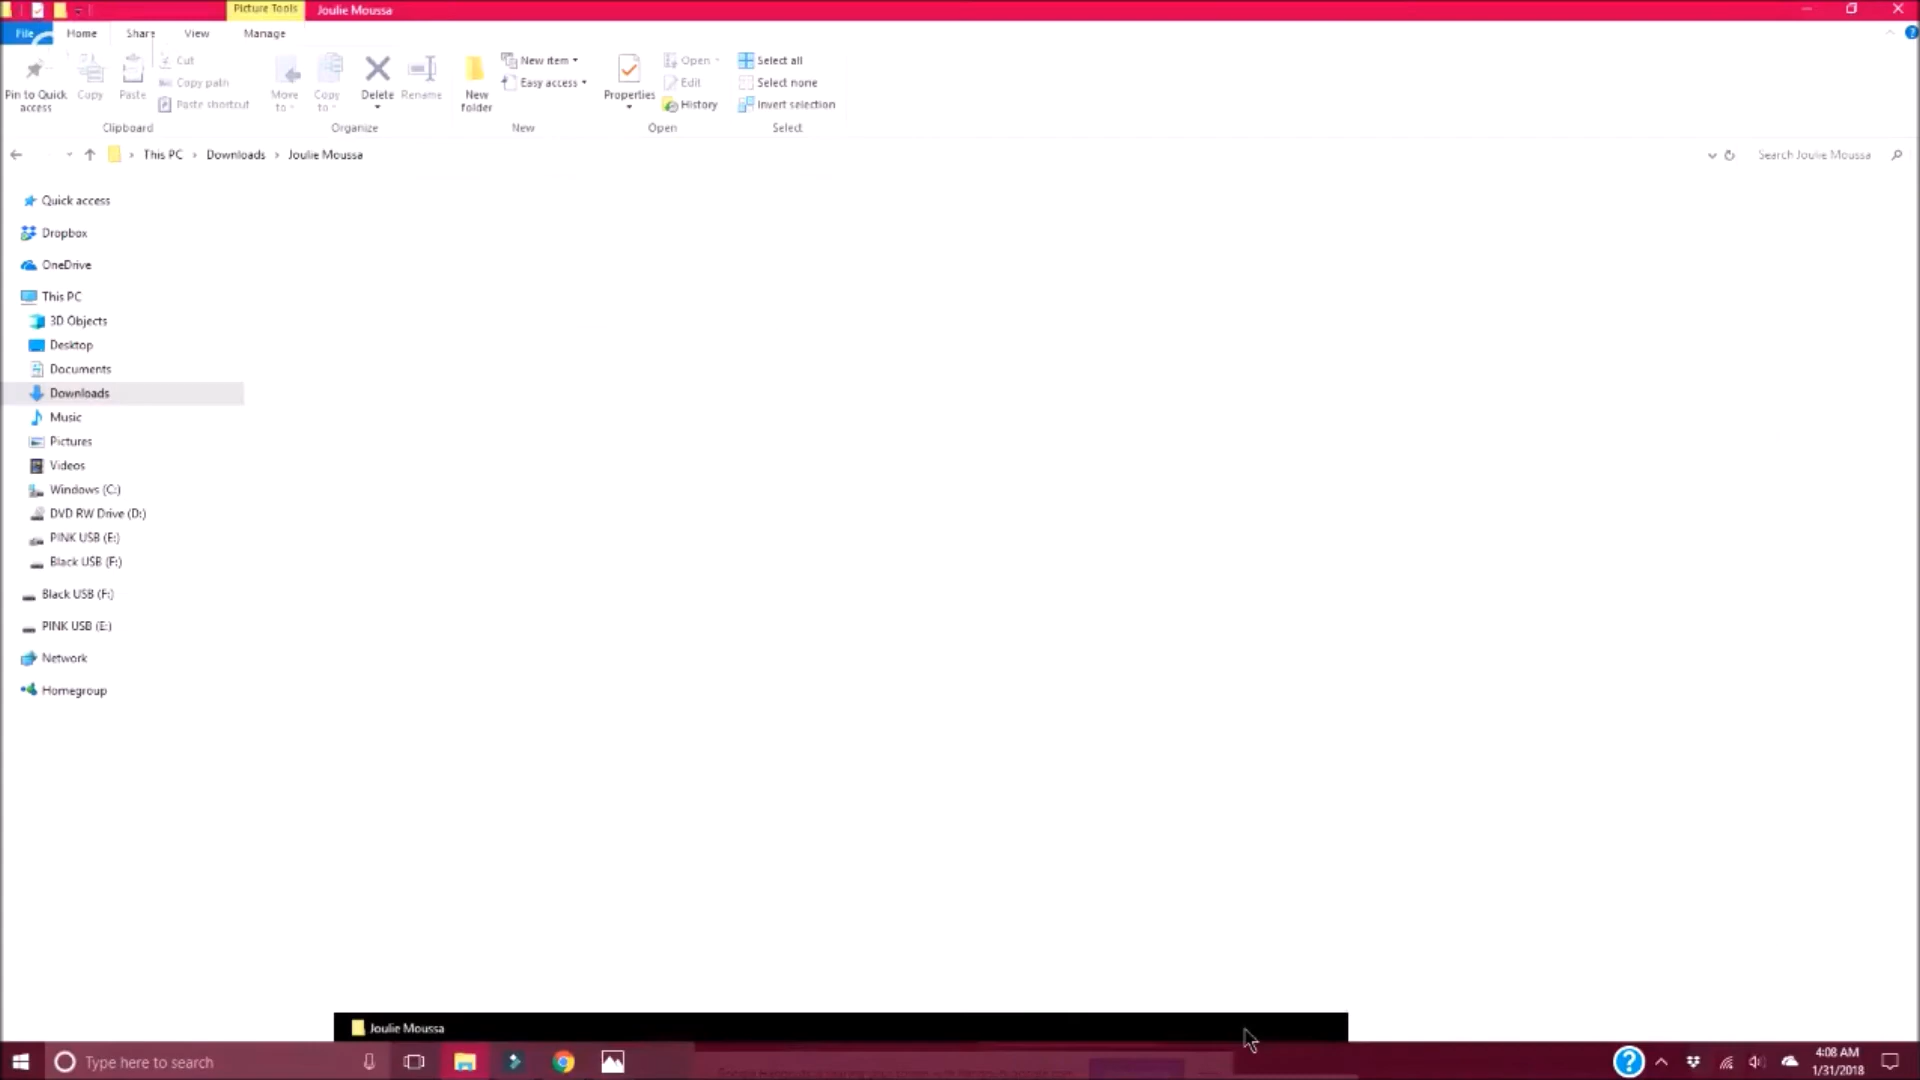 Picture Tools Joulie Moussa
File Home Share View Manage
Pin to Quick access
Copy
Paste
Cut
Copy path
Paste shortcut
Clipboard
Move to
Copy to
Delete
Rename
Organize
New folder
New item
Easy access
New
Properties
Open
Edit
History
Open
Select all
Select none
Invert selection
Select
This PC Downloads Joulie Moussa
Search Joulie Moussa
Quick access
Dropbox
OneDrive
This PC
3D Objects
Desktop
Documents
Downloads
Music
Pictures
Videos
Windows (C:)
DVD RW Drive (D:)
PINK USB (E:)
Black USB (F:)
Black USB (F:)
PINK USB (E:)
Network
Homegroup
Joulie Moussa
Type here to search
4:08 AM
1/31/2018